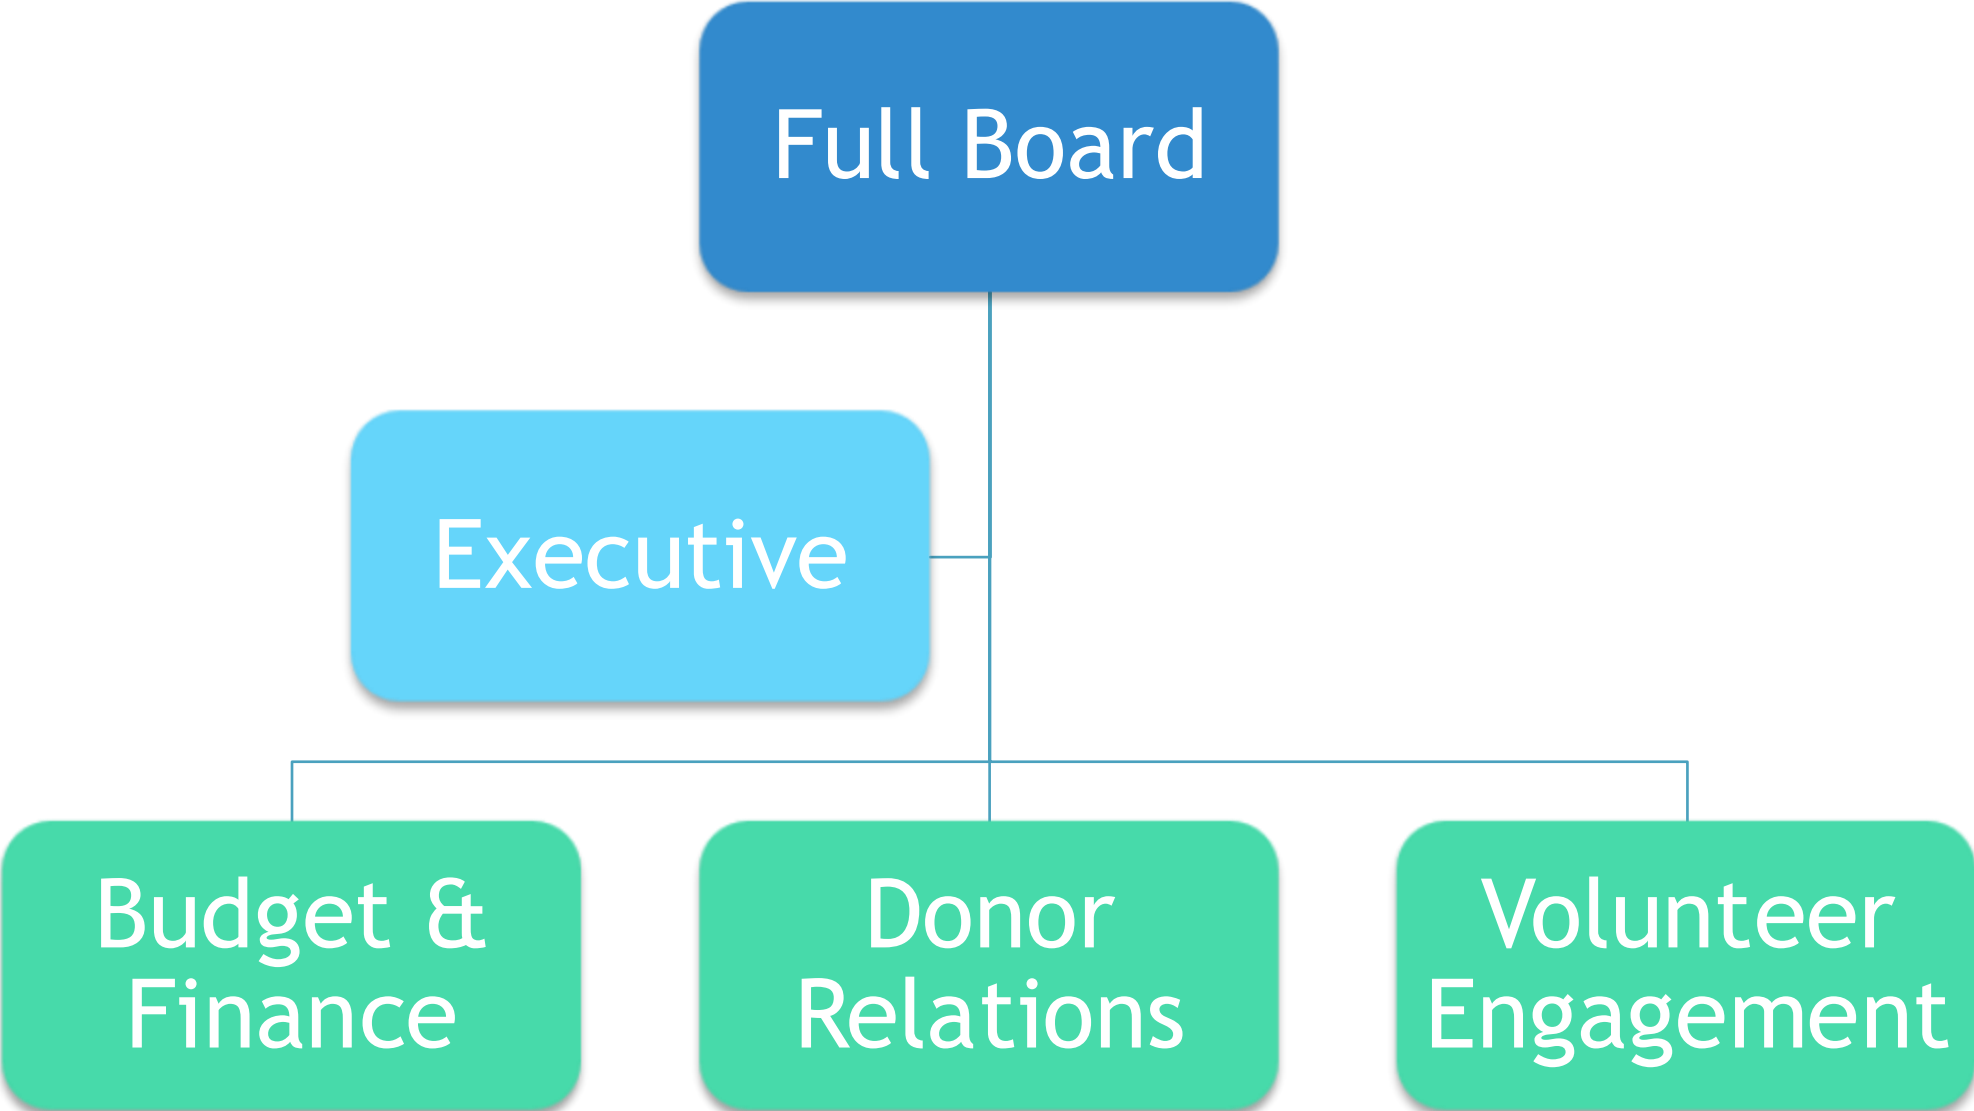 Full Board
Executive
Budget &
Finance
Donor
Relations
Volunteer
Engagement